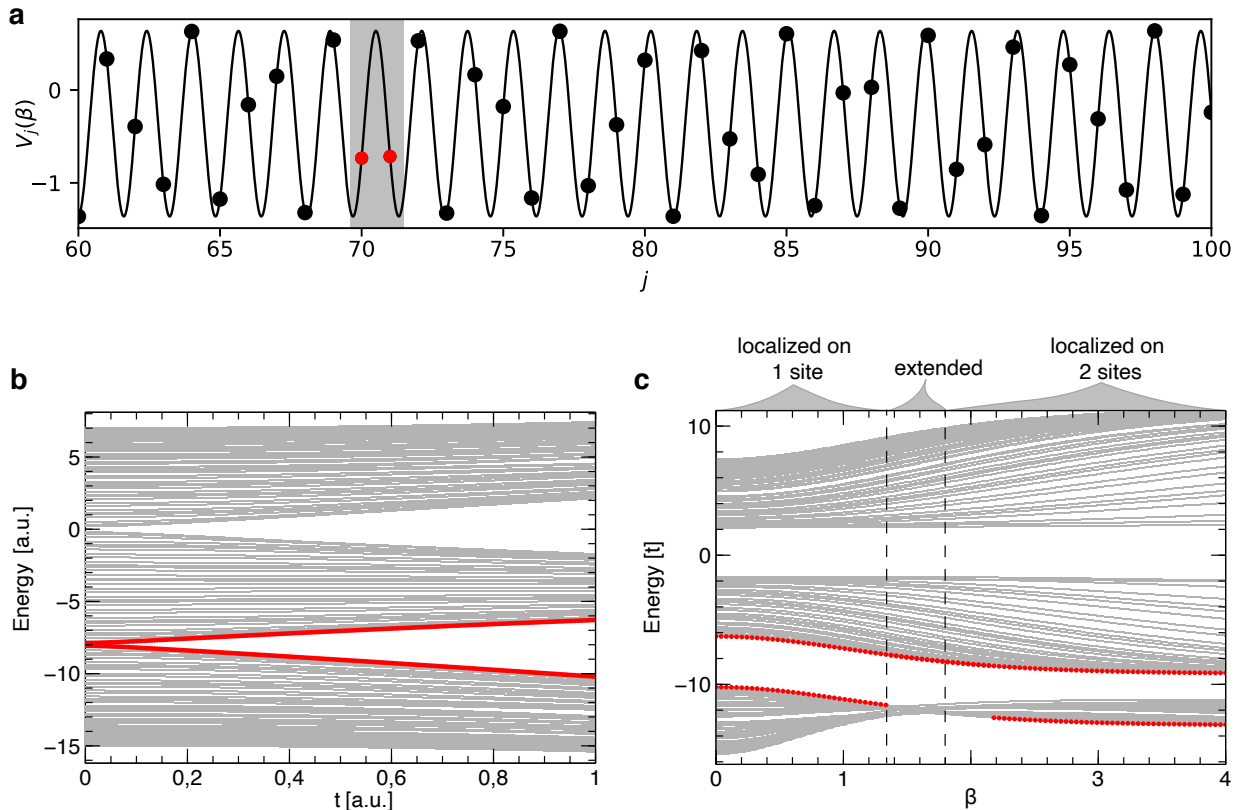 a
V_j(β)
0
−1
60 65 70 75 80 85 90 95 100
j
b
Energy [a.u.]
5
0
−5
−10
−15
0 0,2 0,4 0,6 0,8 1
t [a.u.]
c
localized on
1 site
extended
localized on
2 sites
Energy [t]
10
0
−10
0 1 3 4
β